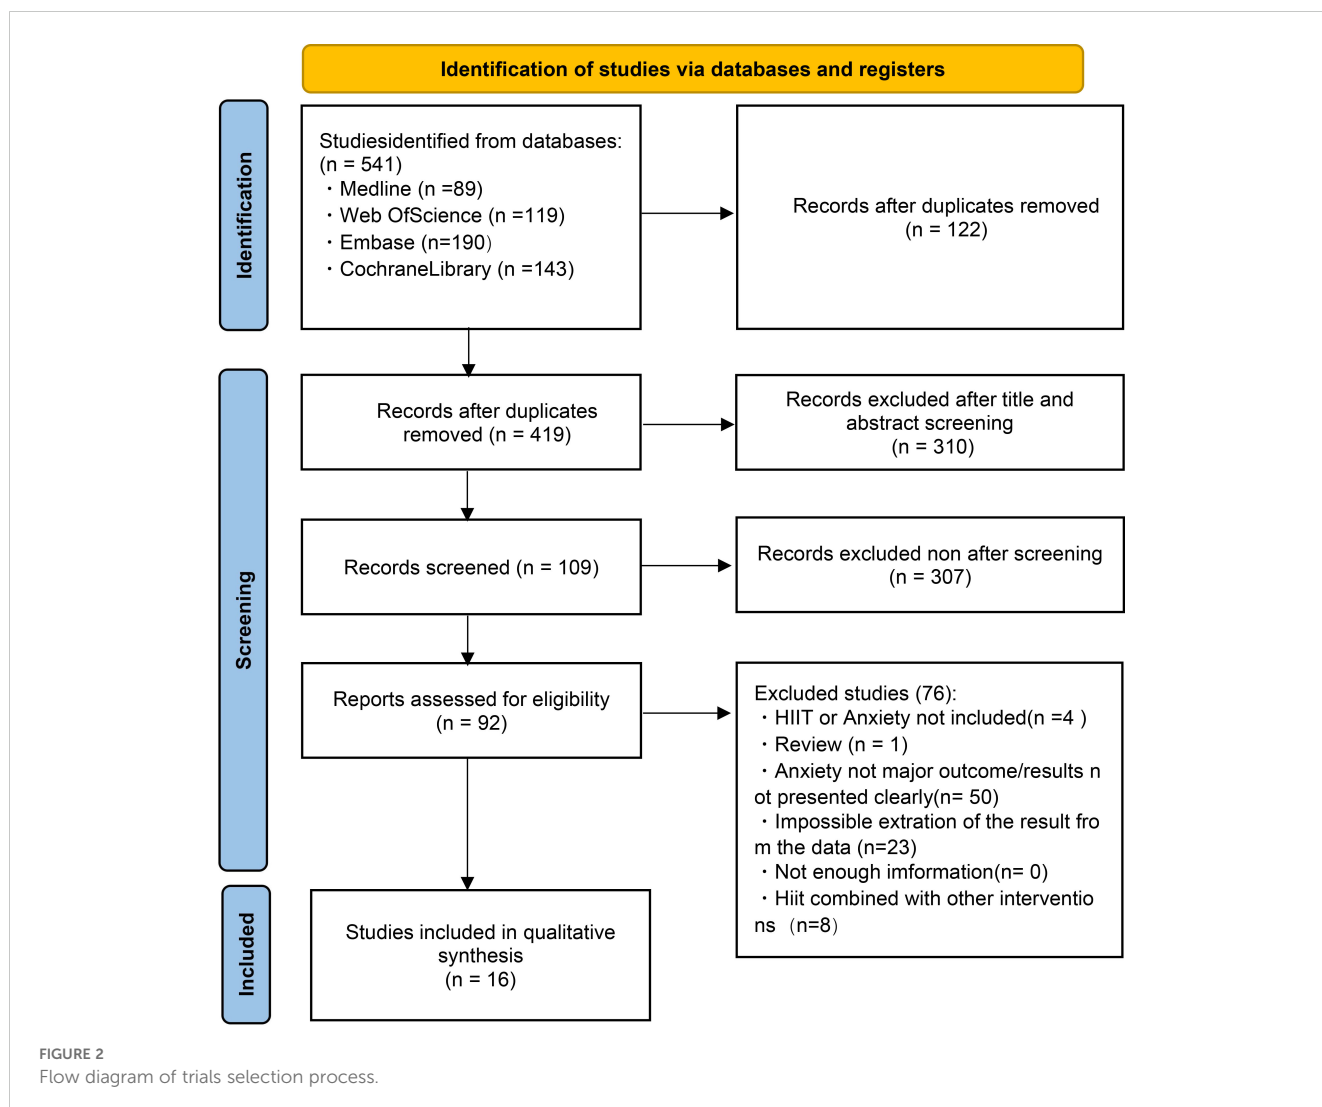 Identification of studies via databases and registers
Identification
Studiesidentified from databases:
(n = 541)
· Medline (n =89)
· Web OfScience (n =119)
· Embase (n=190)
· CochraneLibrary (n =143)
Records after duplicates removed
(n = 122)
Screening
Records after duplicates
removed (n = 419)
Records excluded after title and
abstract screening
(n = 310)
Records screened (n = 109)
Records excluded non after screening
(n = 307)
Reports assessed for eligibility
(n = 92)
Excluded studies (76):
· HIIT or Anxiety not included(n =4 )
· Review (n = 1)
· Anxiety not major outcome/results n
ot presented clearly(n= 50)
· Impossible extration of the result fro
m the data (n=23)
· Not enough imformation(n= 0)
· Hiit combined with other interventio
ns（n=8）
Included
Studies included in qualitative
synthesis
(n = 16)
FIGURE 2
Flow diagram of trials selection process.